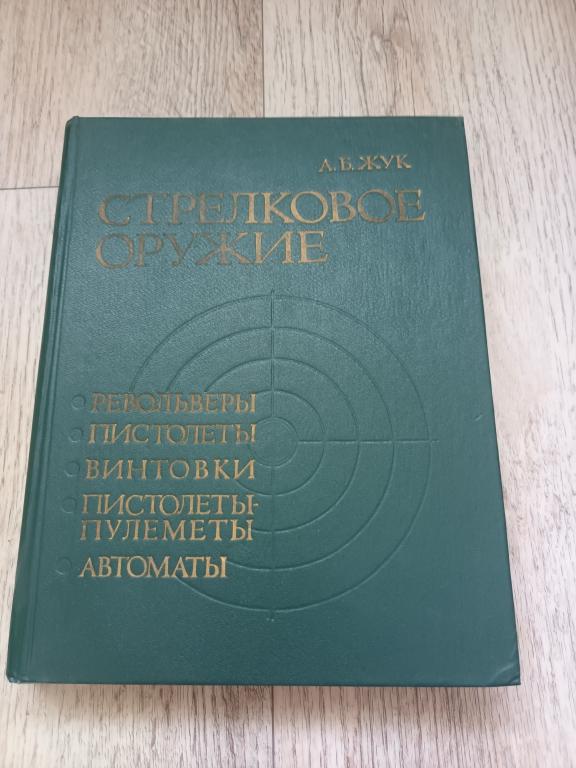 А.Б.ЖУК
СТРЕЛКОВОЕ
ОРУЖИЕ
РЕВОЛЬВЕРЫ
ПИСТОЛЕТЫ
ВИНТОВКИ
ПИСТОЛЕТЫ-
ПУЛЕМЕТЫ
АВТОМАТЫ